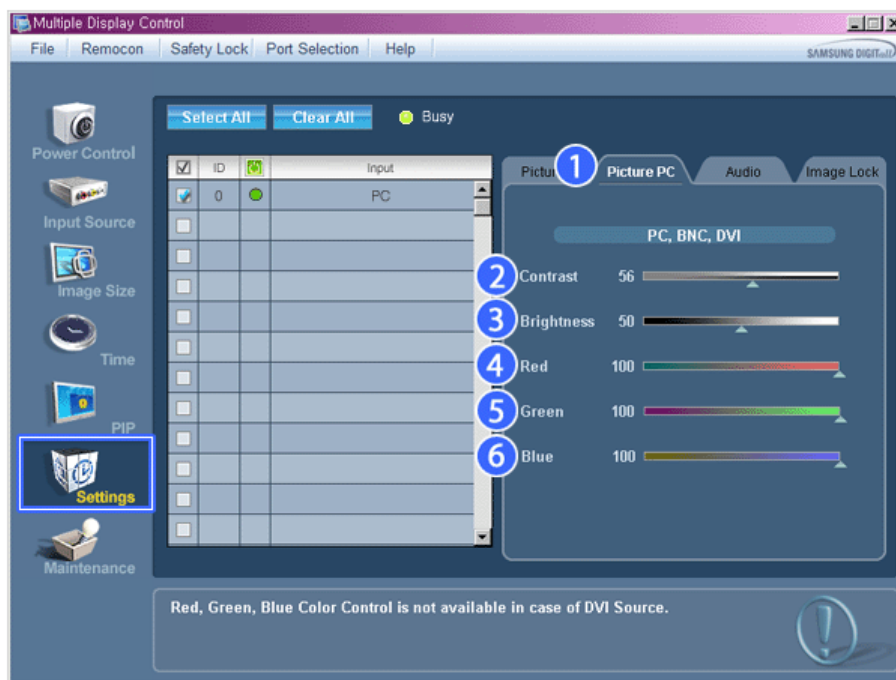 Multiple Display Control
File Remocon Safety Lock Port Selection Help
SAMSUNG DIGITall
Select All Clear All Busy
Power Control
Input Source
Image Size
Time
PIP
Settings
Maintenance
ID Input
0 PC
1
Picture PC Audio Image Lock
PC, BNC, DVI
2 Contrast 56
3 Brightness 50
4 Red 100
5 Green 100
6 Blue 100
Red, Green, Blue Color Control is not available in case of DVI Source.